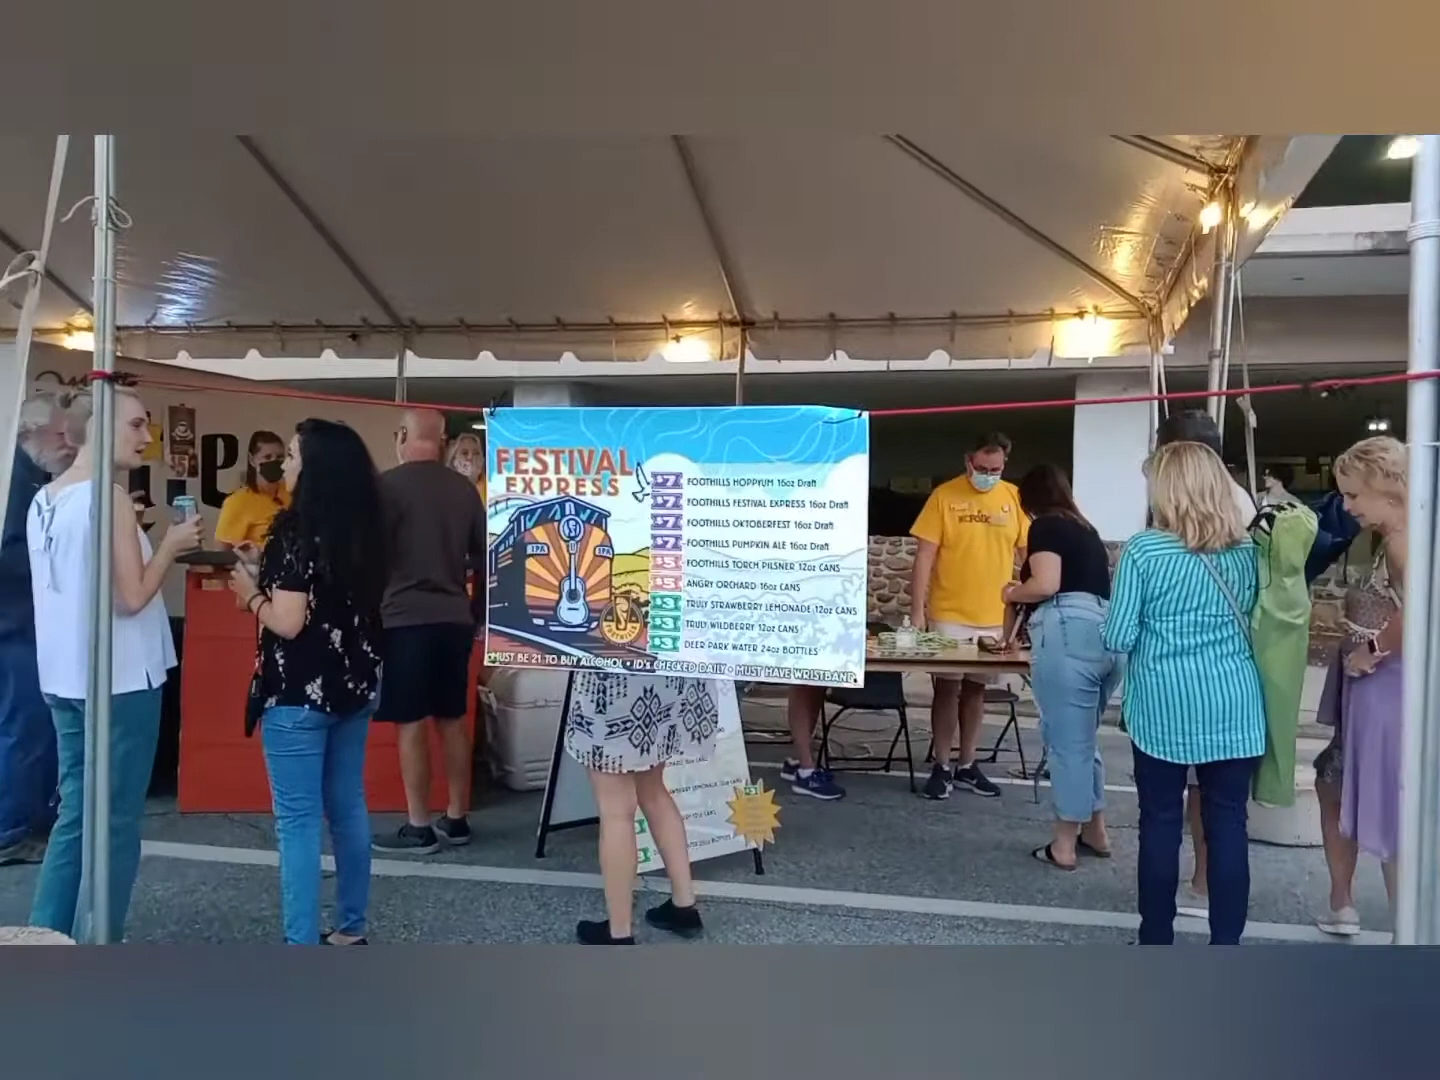 FESTIVAL
EXPRESS
IPA
IPA
$7 FOOTHILLS HOPPYUM 16oz Draft
$7 FOOTHILLS FESTIVAL EXPRESS 16oz Draft
$7 FOOTHILLS OKTOBERFEST 16oz Draft
$7 FOOTHILLS PUMPKIN ALE 16oz Draft
$5 FOOTHILLS TORCH PILSNER 12oz CANS
$5 ANGRY ORCHARD 16oz CANS
$3 TRULY STRAWBERRY LEMONADE 12oz CANS
$3 TRULY WILDBERRY 12oz CANS
$3 DEER PARK WATER 24oz BOTTLES
FOOTHILLS
MUST BE 21 TO BUY ALCOHOL • ID's CHECKED DAILY • MUST HAVE WRISTBAND